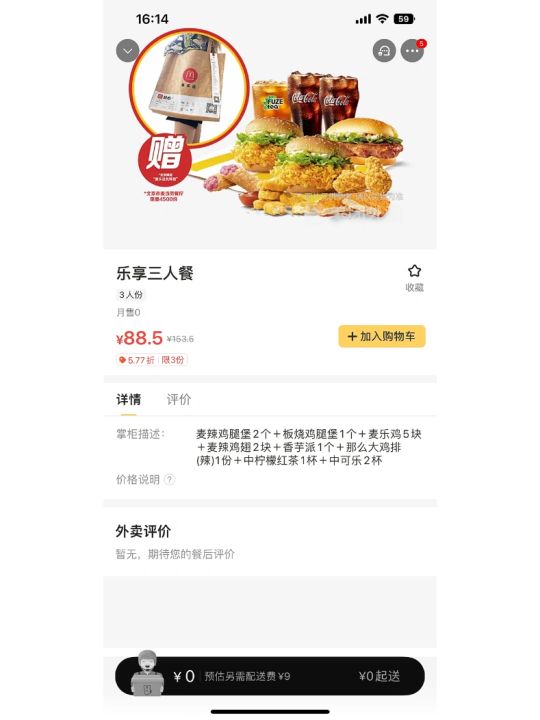 16:14
59
5
FUZE
tea
Coca-Cola
Coca-Cola
赠
乐享三人餐
3人份
月售0
收藏
¥88.5 ¥153.5
+ 加入购物车
5.77折 限3份
详情 评价
掌柜描述： 麦辣鸡腿堡2个＋板烧鸡腿堡1个＋麦乐鸡5块
＋麦辣鸡翅2块＋香芋派1个＋那么大鸡排
(辣)1份＋中柠檬红茶1杯＋中可乐2杯
价格说明 ?
外卖评价
暂无，期待您的餐后评价
¥0 预估另需配送费¥9 ¥0起送